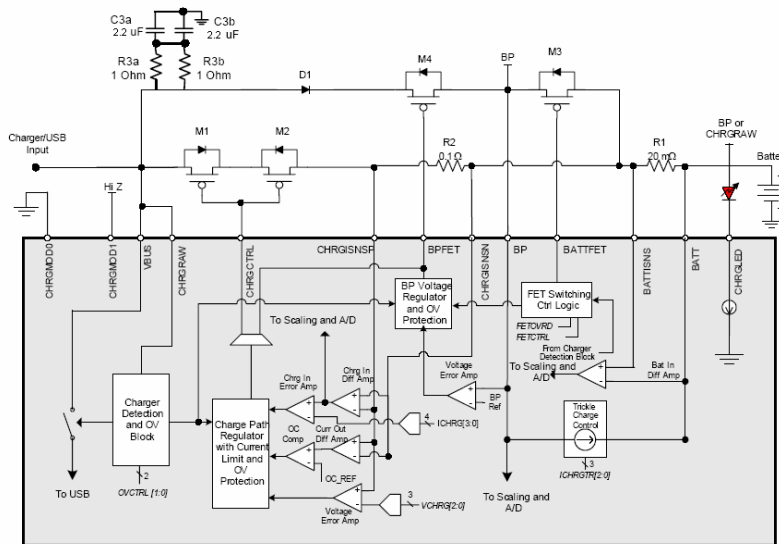 C3a
2.2 uF
C3b
2.2 uF
R3a
1 Ohm
R3b
1 Ohm
D1
M4
BP
M3
Charger/USB
Input
M1
M2
R2
0.1 Ω
R1
20 mΩ
BP or
CHRGRAW
Hi Z
CHRGMOD0
CHRGMOD1
VBUS
CHRGRAW
CHRGCTRL
CHRGISNSP
BPFET
CHRGISNSN
BP
BATTFET
BATTISNS
BATT
CHRGLED
BP Voltage
Regulator
and OV
Protection
FET Switching
Ctrl Logic
FETOVRD
FETCTRL
From Charger
Detection Block
To Scaling and A/D
To Scaling and
A/D
Bat In
Diff Amp
Voltage
Error Amp
BP
Ref
Chrg In
Error Amp
Chrg In
Diff Amp
4
ICHRG[3:0]
Charger
Detection
and OV
Block
Charge Path
Regulator
with Current
Limit and
OV
Protection
OC
Comp
Curr Out
Diff Amp
OC_REF
Trickle
Charge
Control
3
ICHRGTR[2:0]
2
OVCTRL [1:0]
To USB
Voltage
Error Amp
3
VCHRG[2:0]
To Scaling and
A/D